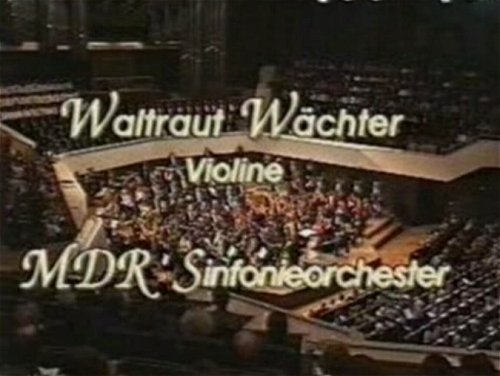 Waltraut Wächter
Violine
MDR Sinfonieorchester